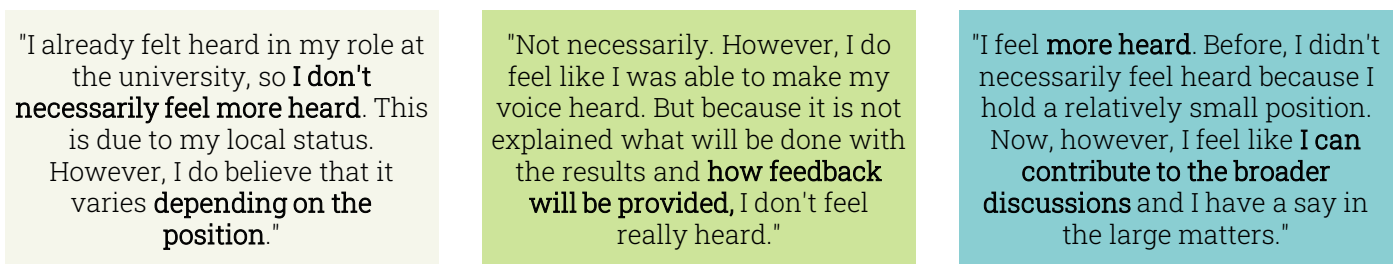 "I already felt heard in my role at
the university, so I don't
necessarily feel more heard. This
is due to my local status.
However, I do believe that it
varies depending on the
position."
"Not necessarily. However, I do
feel like I was able to make my
voice heard. But because it is not
explained what will be done with
the results and how feedback
will be provided, I don't feel
really heard."
"I feel more heard. Before, I didn't
necessarily feel heard because I
hold a relatively small position.
Now, however, I feel like I can
contribute to the broader
discussions and I have a say in
the large matters."